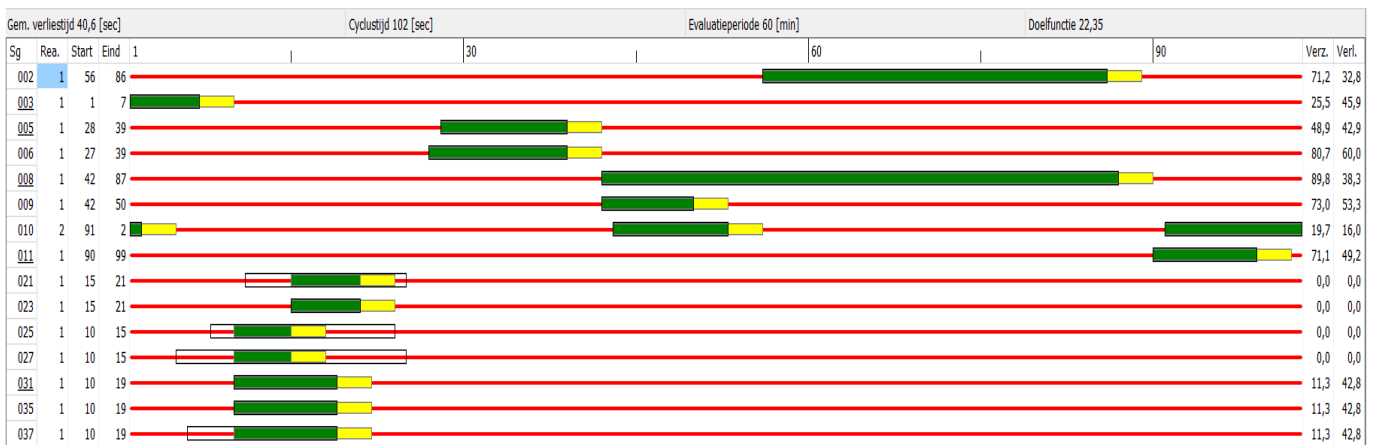 Gem. verliestijd 40,6 [sec] Cyclustijd 102 [sec] Evaluatieperiode 60 [min] Doelfunctie 22,35
Sg Rea. Start Eind 1 30 60 90 Verz. Verl.
002 1 56 86 71,2 32,8
003 1 1 7 25,5 45,9
005 1 28 39 48,9 42,9
006 1 27 39 80,7 60,0
008 1 42 87 89,8 38,3
009 1 42 50 73,0 53,3
010 2 91 2 19,7 16,0
011 1 90 99 71,1 49,2
021 1 15 21 0,0 0,0
023 1 15 21 0,0 0,0
025 1 10 15 0,0 0,0
027 1 10 15 0,0 0,0
031 1 10 19 11,3 42,8
035 1 10 19 11,3 42,8
037 1 10 19 11,3 42,8